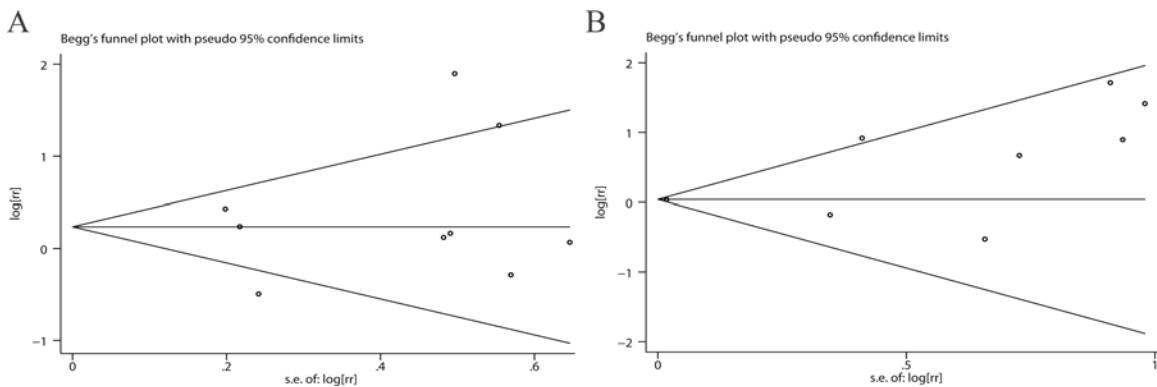 A
Begg's funnel plot with pseudo 95% confidence limits
2
1
0
−1
log[rr]
0
.2
.4
.6
s.e. of: log[rr]
B
Begg's funnel plot with pseudo 95% confidence limits
2
1
0
−1
−2
log[rr]
0
.5
1
s.e. of: log[rr]